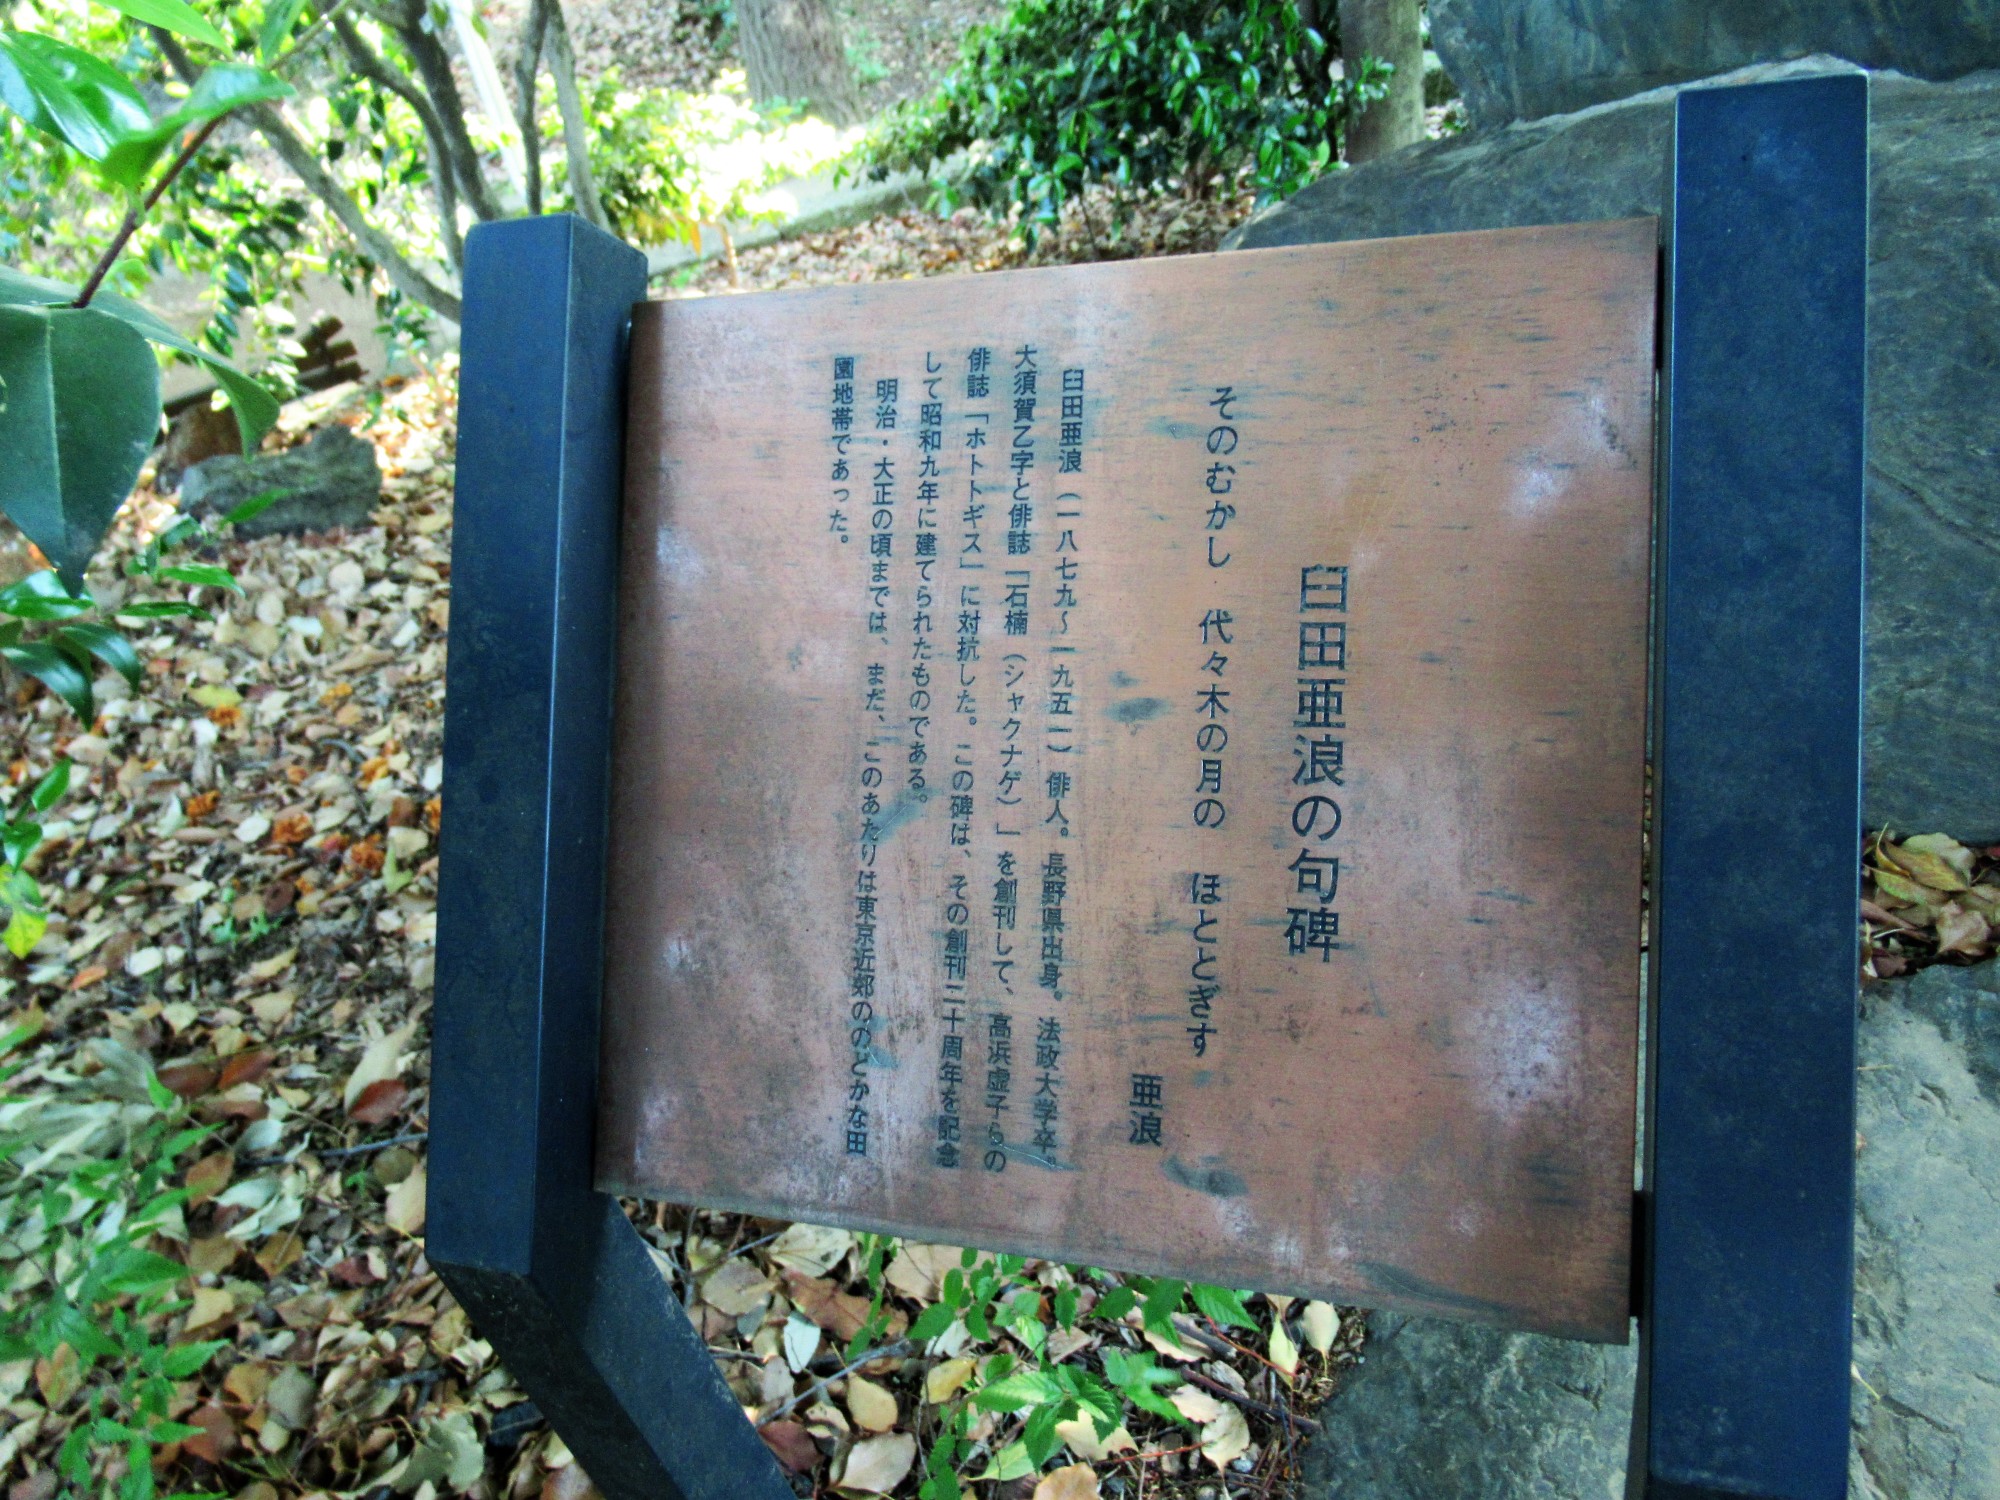 臼田亜浪の句碑
そのむかし　代々木の月の　ほととぎす
亜浪
臼田亜浪（一八七九〜一九五一）俳人。長野県出身。法政大学卒。
大須賀乙字と俳誌「石楠（シャクナゲ）」を創刊して、高浜虚子らの
俳誌「ホトトギス」に対抗した。この碑は、その創刊二十周年を記念
して昭和九年に建てられたものである。
明治・大正の頃までは、まだ、このあたりは東京近郊ののどかな田
園地帯であった。